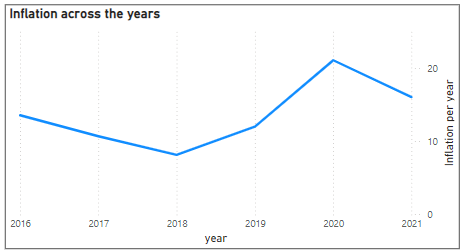 Inflation across the years
20
10
0
Inflation per year
2016 2017 2018 2019 2020 2021
year